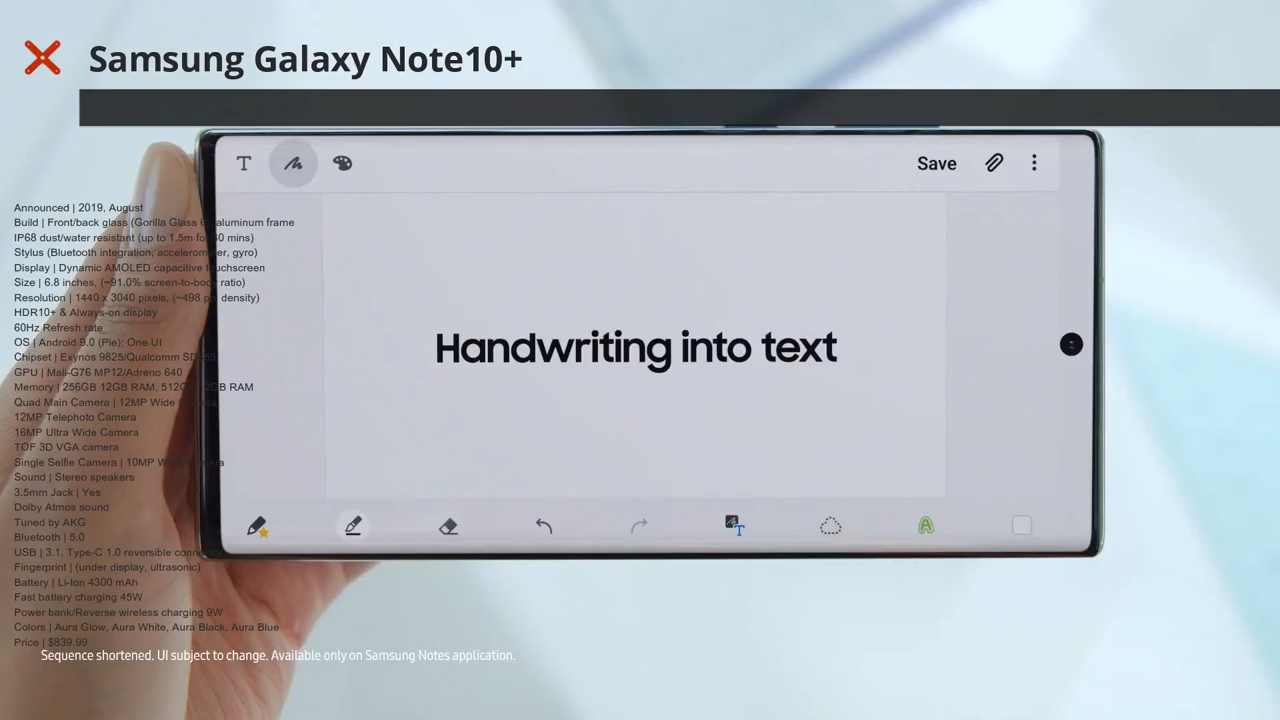 Samsung Galaxy Note10+
T
Save
Announced | 2019, August
Build | Front/back glass (Gorilla Glass 6), aluminum frame
IP68 dust/water resistant (up to 1.5m for 30 mins)
Stylus (Bluetooth integration, accelerometer, gyro)
Display | Dynamic AMOLED capacitive touchscreen
Size | 6.8 inches, (~91.0% screen-to-body ratio)
Resolution | 1440 x 3040 pixels, (~498 ppi density)
HDR10+ & Always-on display
60Hz Refresh rate
OS | Android 9.0 (Pie); One UI
Chipset | Exynos 9825/Qualcomm
GPU | Mali-G76 MP12/Adreno 640
Memory | 256GB 12GB RAM, 512GB 12GB RAM
Quad Main Camera | 12MP Wide Camera
12MP Telephoto Camera
16MP Ultra Wide Camera
TOF 3D VGA camera
Single Selfie Camera | 10MP Wide Camera
Sound | Stereo speakers
3.5mm Jack | Yes
Dolby Atmos sound
Tuned by AKG
Bluetooth | 5.0
USB | 3.1, Type-C 1.0 reversible
Fingerprint | (under display, ultrasonic)
Battery | Li-Ion 4300 mAh
Fast battery charging 45W
Power bank/Reverse wireless charging 9W
Colors | Aura Glow, Aura White, Aura Black, Aura Blue
Price | $839.99
Handwriting into text
T
A
Sequence shortened. UI subject to change. Available only on Samsung Notes application.